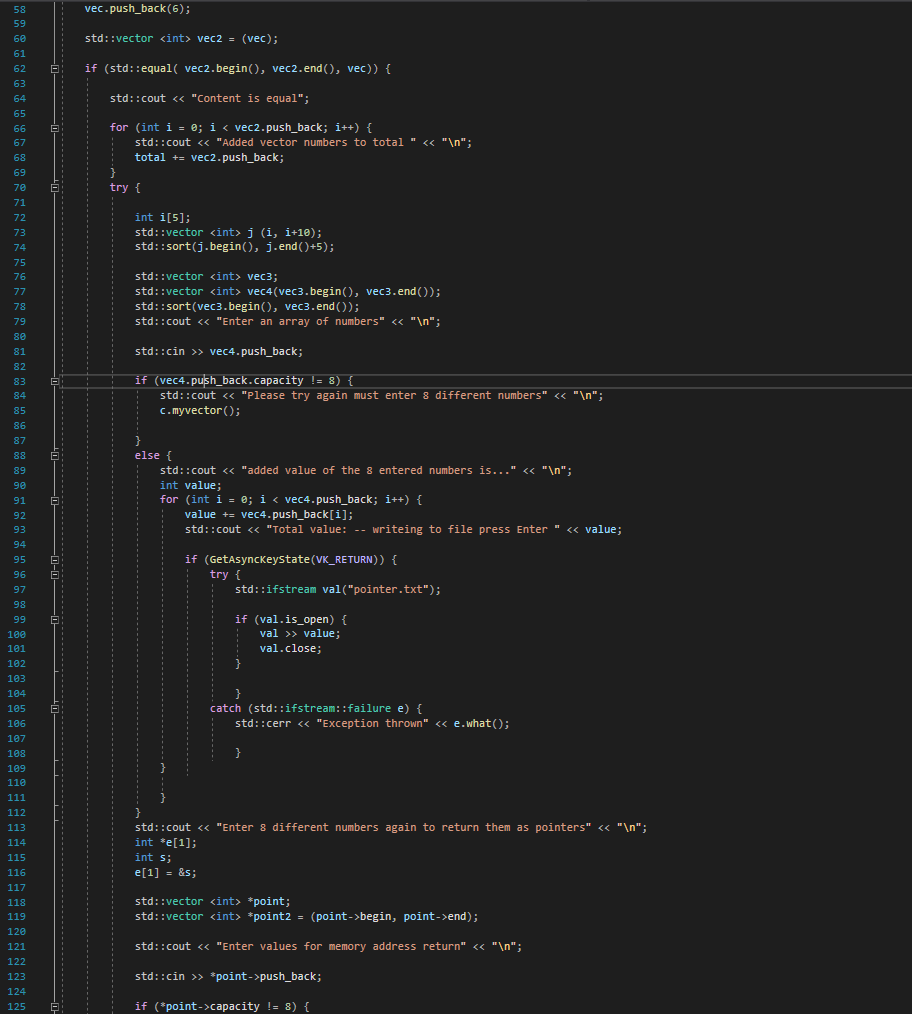 58 vec.push_back(6);
59
60 std::vector <int> vec2 = (vec);
61
62 if (std::equal( vec2.begin(), vec2.end(), vec)) {
63
64 std::cout << "Content is equal";
65
66 for (int i = 0; i < vec2.push_back; i++) {
67 std::cout << "Added vector numbers to total " << "\n";
68 total += vec2.push_back;
69 }
70 try {
71
72 int i[5];
73 std::vector <int> j (i, i+10);
74 std::sort(j.begin(), j.end()+5);
75
76 std::vector <int> vec3;
77 std::vector <int> vec4(vec3.begin(), vec3.end());
78 std::sort(vec3.begin(), vec3.end());
79 std::cout << "Enter an array of numbers" << "\n";
80
81 std::cin >> vec4.push_back;
82
83 if (vec4.push_back.capacity != 8) {
84 std::cout << "Please try again must enter 8 different numbers" << "\n";
85 c.myvector();
86
87 }
88 else {
89 std::cout << "added value of the 8 entered numbers is..." << "\n";
90 int value;
91 for (int i = 0; i < vec4.push_back; i++) {
92 value += vec4.push_back[i];
93 std::cout << "Total value: -- writeing to file press Enter " << value;
94
95 if (GetAsyncKeyState(VK_RETURN)) {
96 try {
97 std::ifstream val("pointer.txt");
98
99 if (val.is_open) {
100 val >> value;
101 val.close;
102 }
103
104 }
105 catch (std::ifstream::failure e) {
106 std::cerr << "Exception thrown" << e.what();
107
108 }
109 }
110
111 }
112 }
113 std::cout << "Enter 8 different numbers again to return them as pointers" << "\n";
114 int *e[1];
115 int s;
116 e[1] = &s;
117
118 std::vector <int> *point;
119 std::vector <int> *point2 = (point->begin, point->end);
120
121 std::cout << "Enter values for memory address return" << "\n";
122
123 std::cin >> *point->push_back;
124
125 if (*point->capacity != 8) {